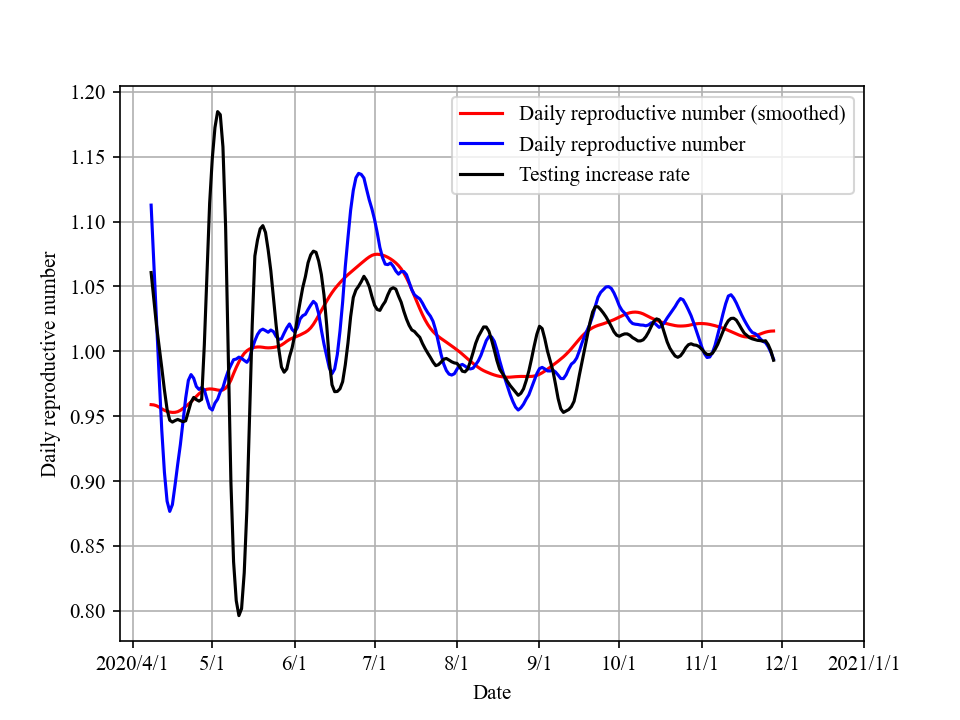 Daily reproductive number (smoothed)
Daily reproductive number
Testing increase rate
Daily reproductive number
1.20
1.15
1.10
1.05
1.00
0.95
0.90
0.85
0.80
2020/4/1 5/1 6/1 7/1 8/1 9/1 10/1 11/1 12/1 2021/1/1
Date